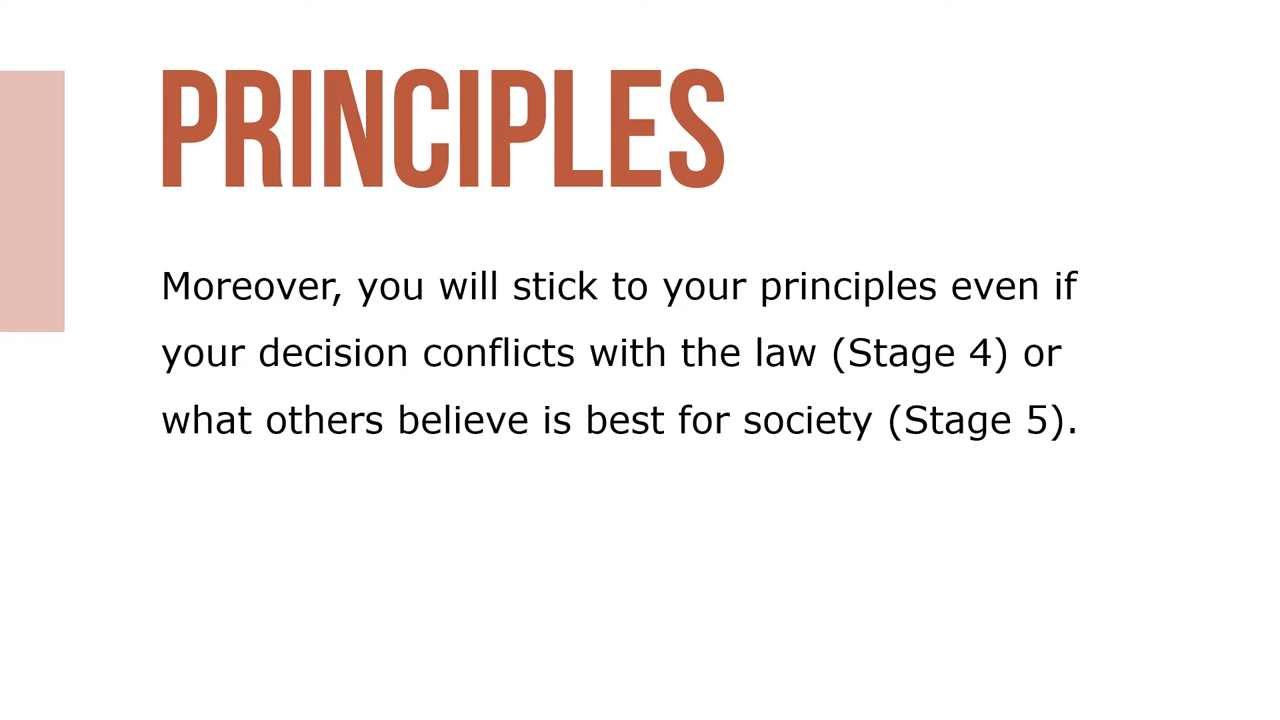 PRINCIPLES
Moreover, you will stick to your principles even if
your decision conflicts with the law (Stage 4) or
what others believe is best for society (Stage 5).